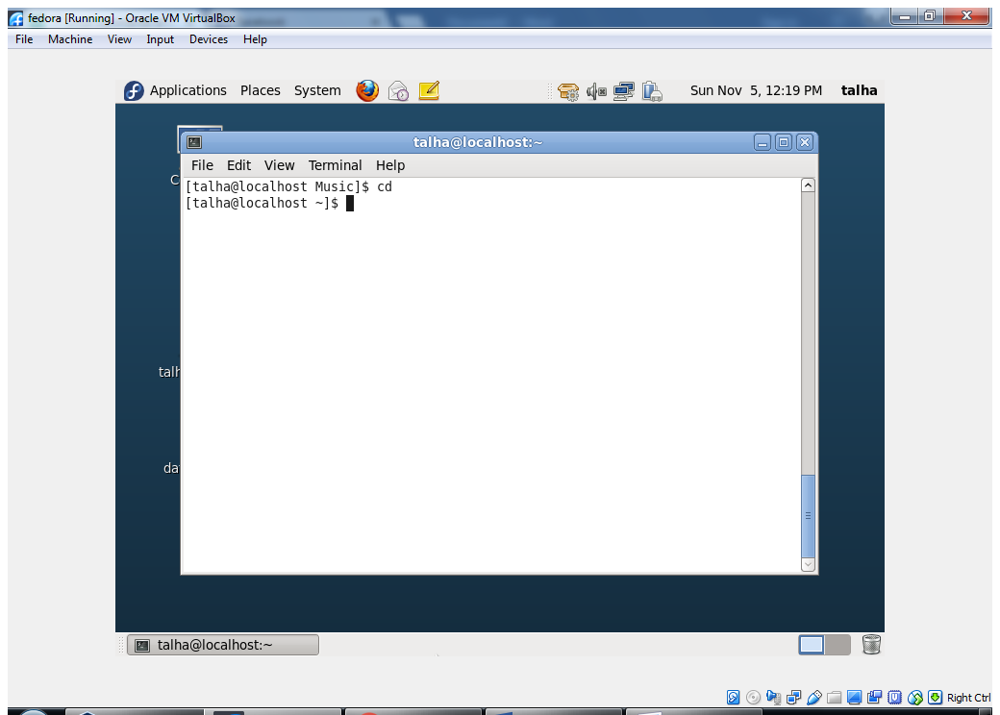 fedora [Running] - Oracle VM VirtualBox
File Machine View Input Devices Help
Applications Places System Sun Nov 5, 12:19 PM talha
talha@localhost:~
File Edit View Terminal Help
[talha@localhost Music]$ cd
[talha@localhost ~]$
talha@localhost:~
Right Ctrl